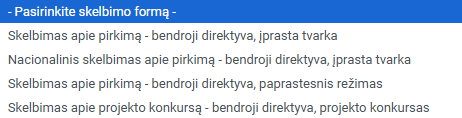 - Pasirinkite skelbimo formą -
Skelbimas apie pirkimą - bendroji direktyva, įprasta tvarka
Nacionalinis skelbimas apie pirkimą - bendroji direktyva, įprasta tvarka
Skelbimas apie pirkimą - bendroji direktyva, paprastesnis režimas
Skelbimas apie projekto konkursą - bendroji direktyva, projekto konkursas